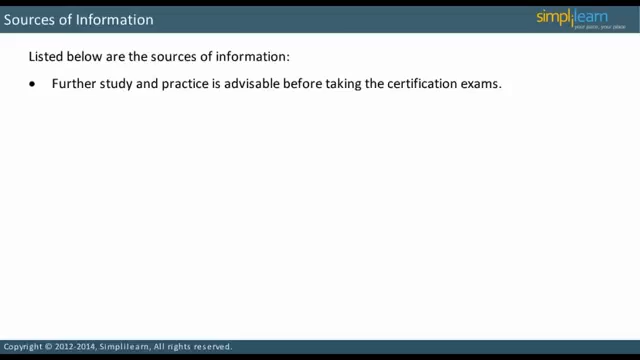 Sources of Information
simplilearn
your pace, your place
Listed below are the sources of information:
• Further study and practice is advisable before taking the certification exams.
Copyright © 2012-2014, Simplilearn, All rights reserved.